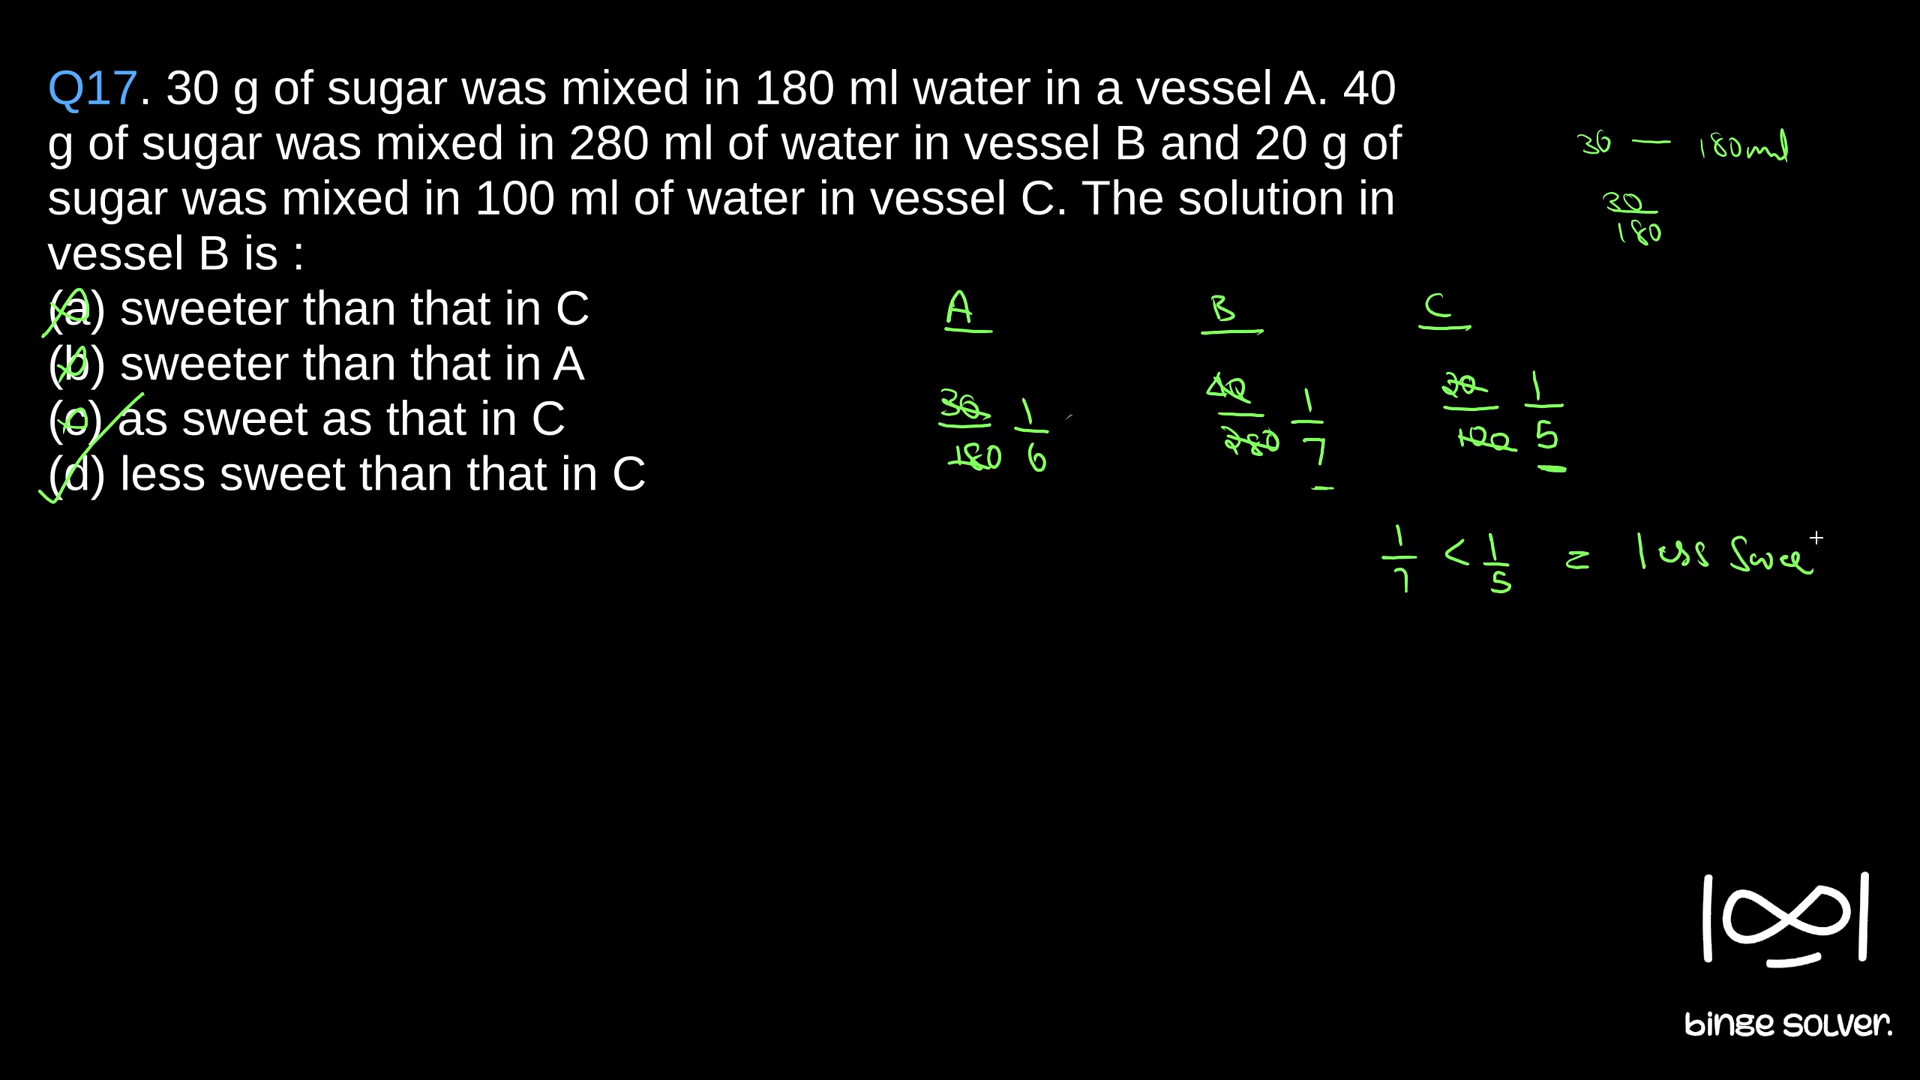 Q17. 30 g of sugar was mixed in 180 ml water in a vessel A. 40
g of sugar was mixed in 280 ml of water in vessel B and 20 g of
sugar was mixed in 100 ml of water in vessel C. The solution in
vessel B is :
(a) sweeter than that in C
(b) sweeter than that in A
(c) as sweet as that in C
(d) less sweet than that in C
30 — 180ml
30
180
A B C
30/180 1/6 40/280 1/7 20/100 1/5
1/7 < 1/5 = less sweet
binge solver.